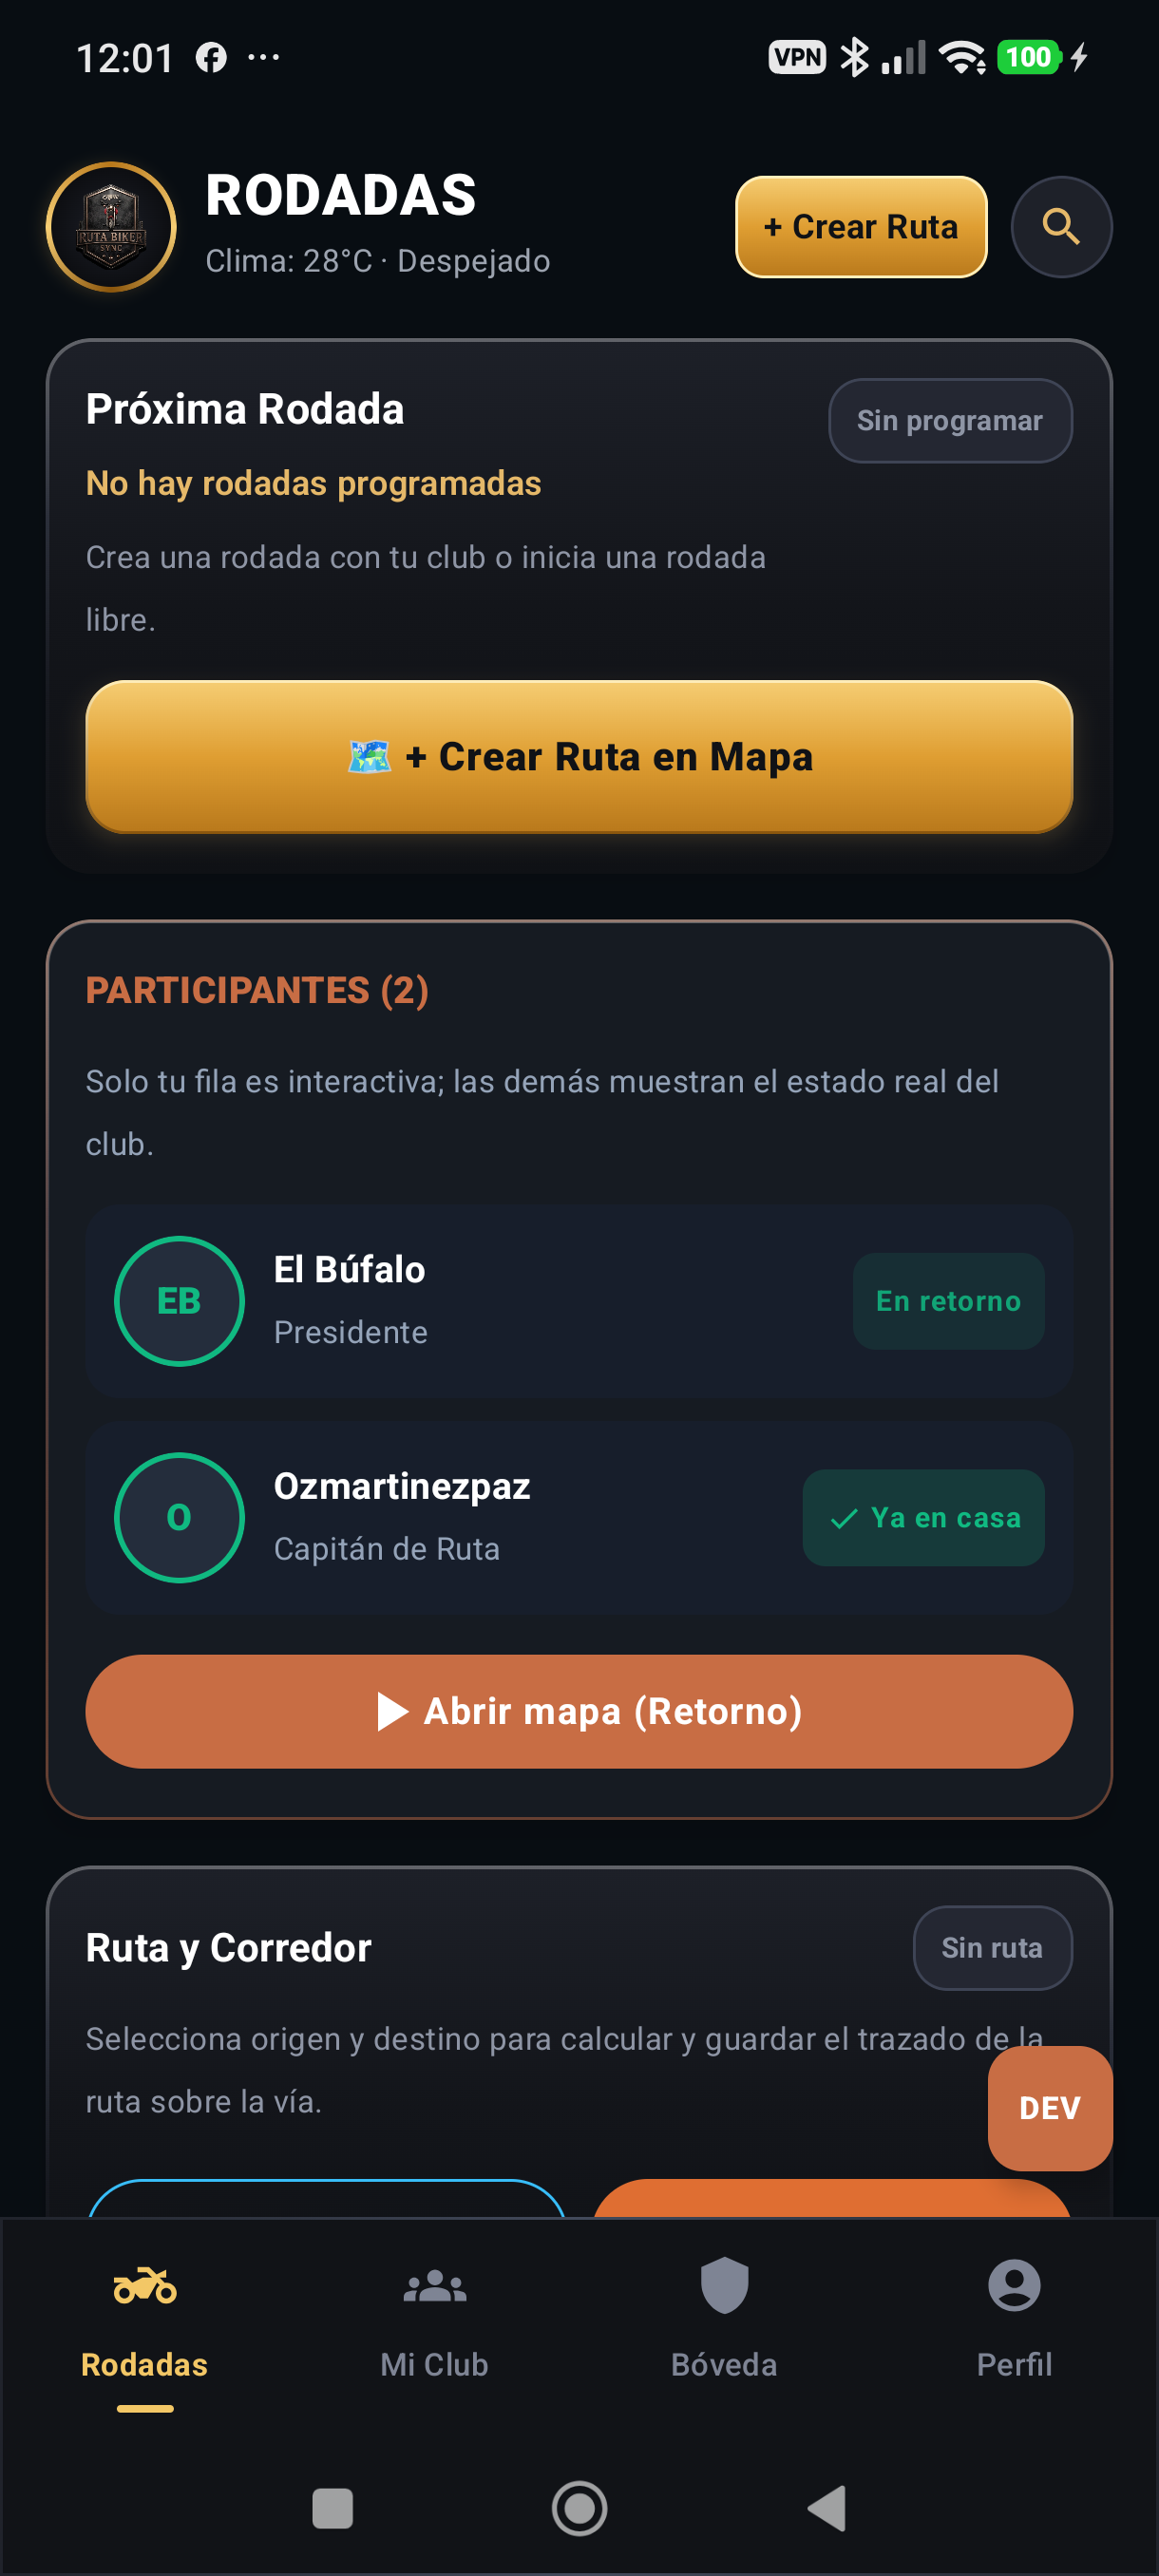 12:01
VPN
100
RUTA BIKER
SYNC
RODADAS
Clima: 28°C · Despejado
+ Crear Ruta
Próxima Rodada
Sin programar
No hay rodadas programadas
Crea una rodada con tu club o inicia una rodada
libre.
+ Crear Ruta en Mapa
PARTICIPANTES (2)
Solo tu fila es interactiva; las demás muestran el estado real del
club.
EB
El Búfalo
Presidente
En retorno
O
Ozmartinezpaz
Capitán de Ruta
✓ Ya en casa
Abrir mapa (Retorno)
Ruta y Corredor
Sin ruta
Selecciona origen y destino para calcular y guardar el trazado de la
ruta sobre la vía.
DEV
Rodadas
Mi Club
Bóveda
Perfil